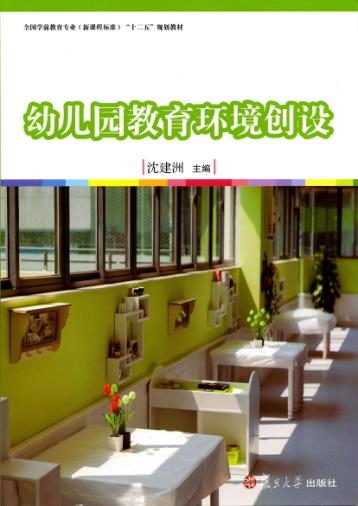 全国学前教育专业（新课程标准）“十二五”规划教材
幼儿园教育环境创设
沈建洲 主编
復旦大學出版社